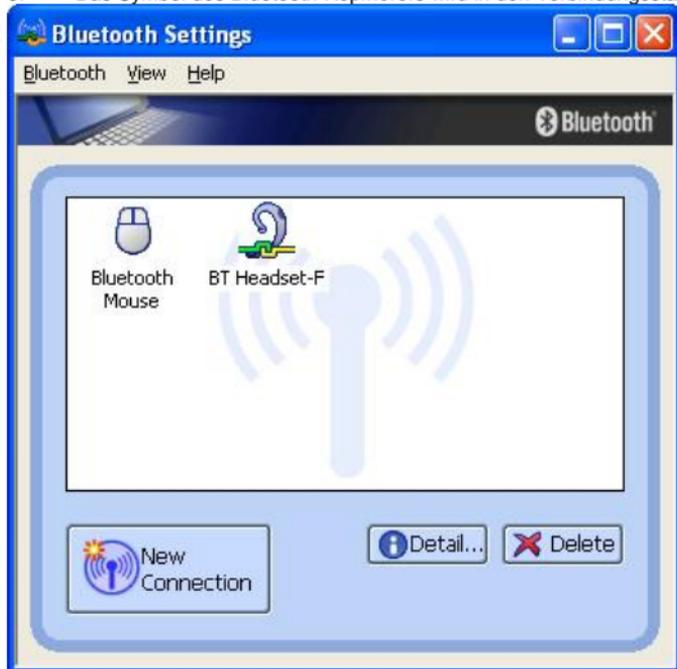 Bluetooth Settings
Bluetooth View Help
Bluetooth
Bluetooth
Mouse
BT Headset-F
New
Connection
Detail...
Delete